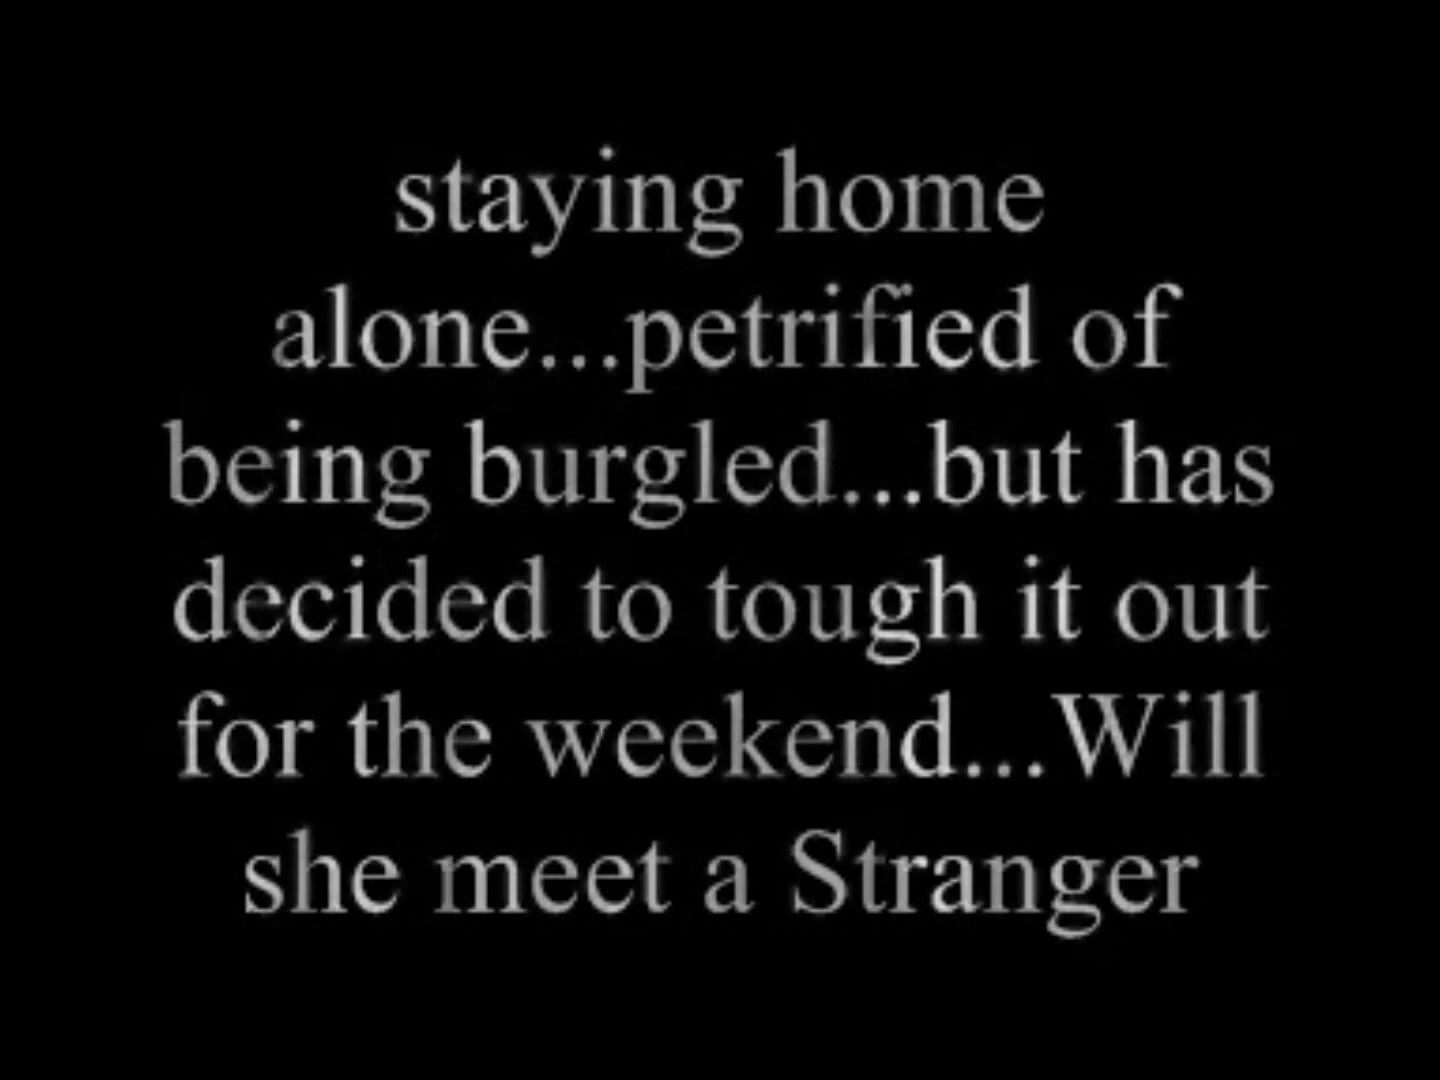 staying home
alone...petrified of
being burgled...but has
decided to tough it out
for the weekend...Will
she meet a Stranger